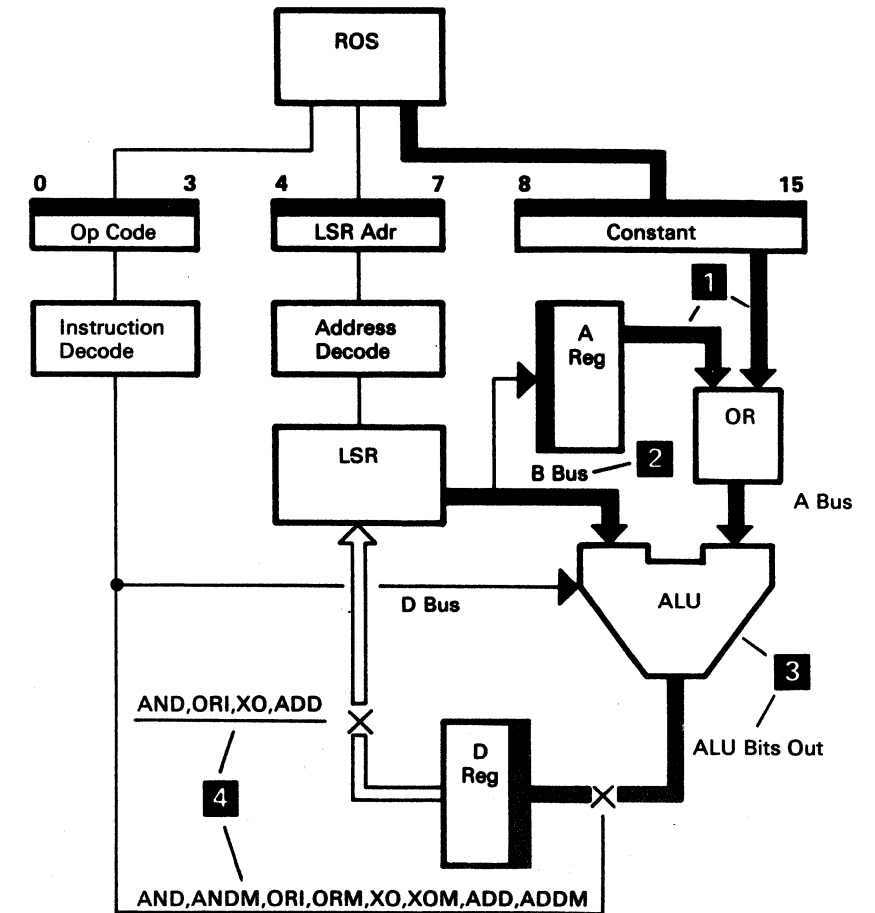 ROS
0 3 4 7 8 15
Op Code LSR Adr Constant
1
Instruction
Decode
Address
Decode
A
Reg
OR
LSR
B Bus 2
A Bus
D Bus
ALU
3
AND,ORI,XO,ADD
D
Reg
ALU Bits Out
4
AND,ANDM,ORI,ORM,XO,XOM,ADD,ADDM